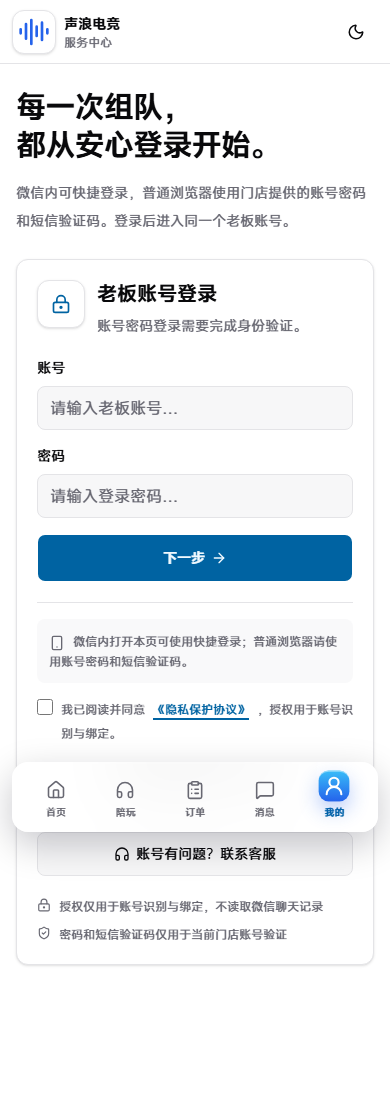 声浪电竞
服务中心
每一次组队，
都从安心登录开始。
微信内可快捷登录，普通浏览器使用门店提供的账号密码
和短信验证码。登录后进入同一个老板账号。
老板账号登录
账号密码登录需要完成身份验证。
账号
请输入老板账号…
密码
请输入登录密码…
下一步 →
微信内打开本页可使用快捷登录；普通浏览器请使
用账号密码和短信验证码。
我已阅读并同意 《隐私保护协议》 ，授权用于账号识
别与绑定。
首页
陪玩
订单
消息
我的
账号有问题？联系客服
授权仅用于账号识别与绑定，不读取微信聊天记录
密码和短信验证码仅用于当前门店账号验证